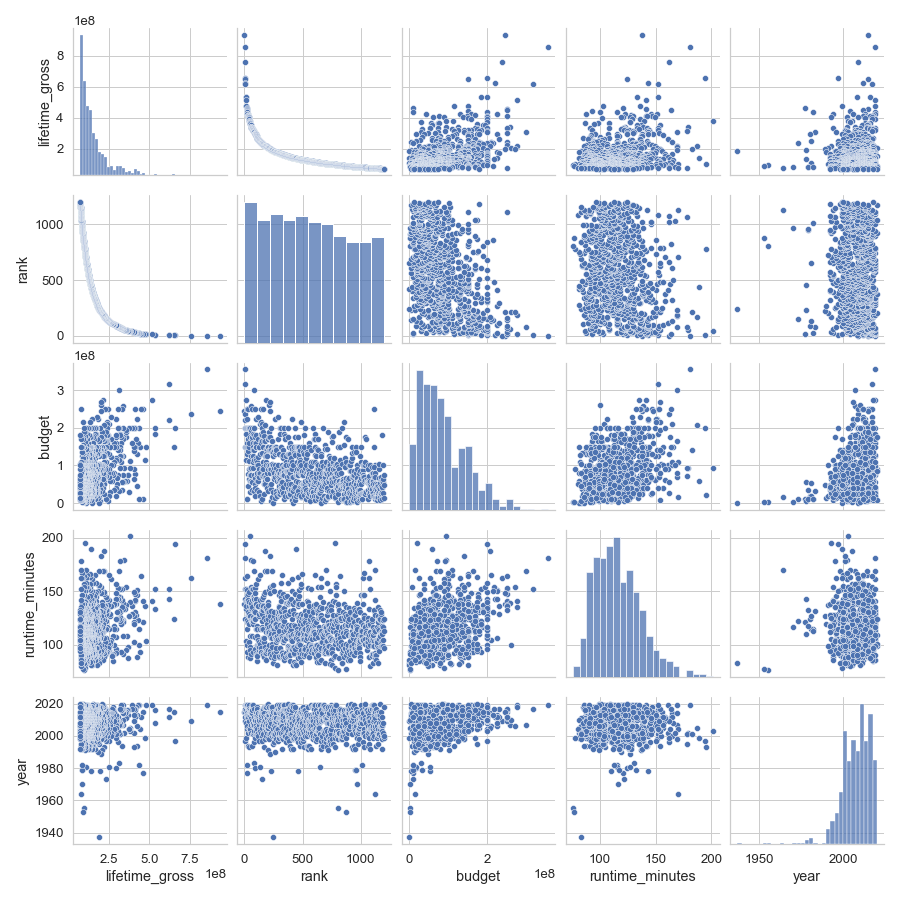 1e8
8
6
4
2
lifetime_gross
1000
500
0
rank
1e8
3
2
1
0
budget
200
150
100
runtime_minutes
2020
2000
1980
1960
1940
year
2.5 5.0 7.5
1e8
lifetime_gross
0 500 1000
rank
0 2
1e8
budget
100 150 200
runtime_minutes
1950 2000
year